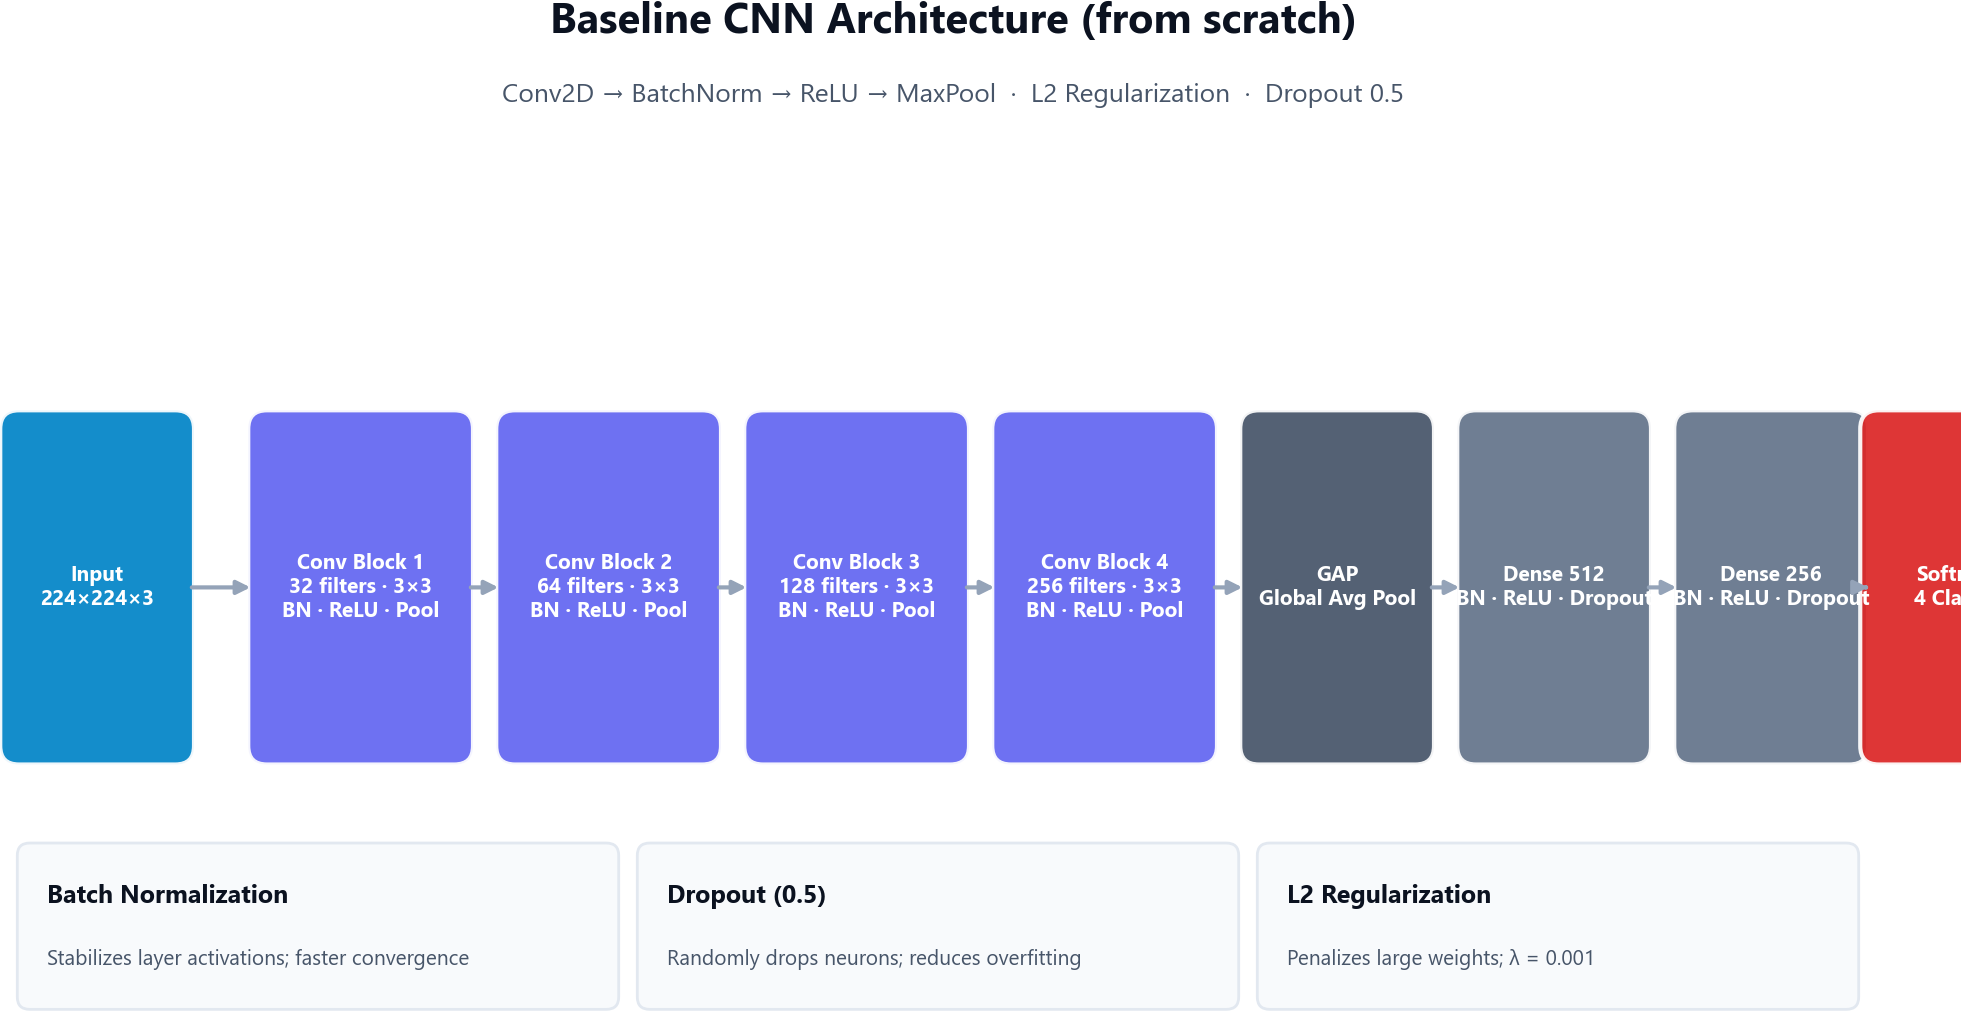 Baseline CNN Architecture (from scratch)
Conv2D → BatchNorm → ReLU → MaxPool · L2 Regularization · Dropout 0.5
Input
224×224×3
Conv Block 1
32 filters · 3×3
BN · ReLU · Pool
Conv Block 2
64 filters · 3×3
BN · ReLU · Pool
Conv Block 3
128 filters · 3×3
BN · ReLU · Pool
Conv Block 4
256 filters · 3×3
BN · ReLU · Pool
GAP
Global Avg Pool
Dense 512
BN · ReLU · Dropout
Dense 256
BN · ReLU · Dropout
4
Batch Normalization
Stabilizes layer activations; faster convergence
Dropout (0.5)
Randomly drops neurons; reduces overfitting
L2 Regularization
Penalizes large weights; λ = 0.001